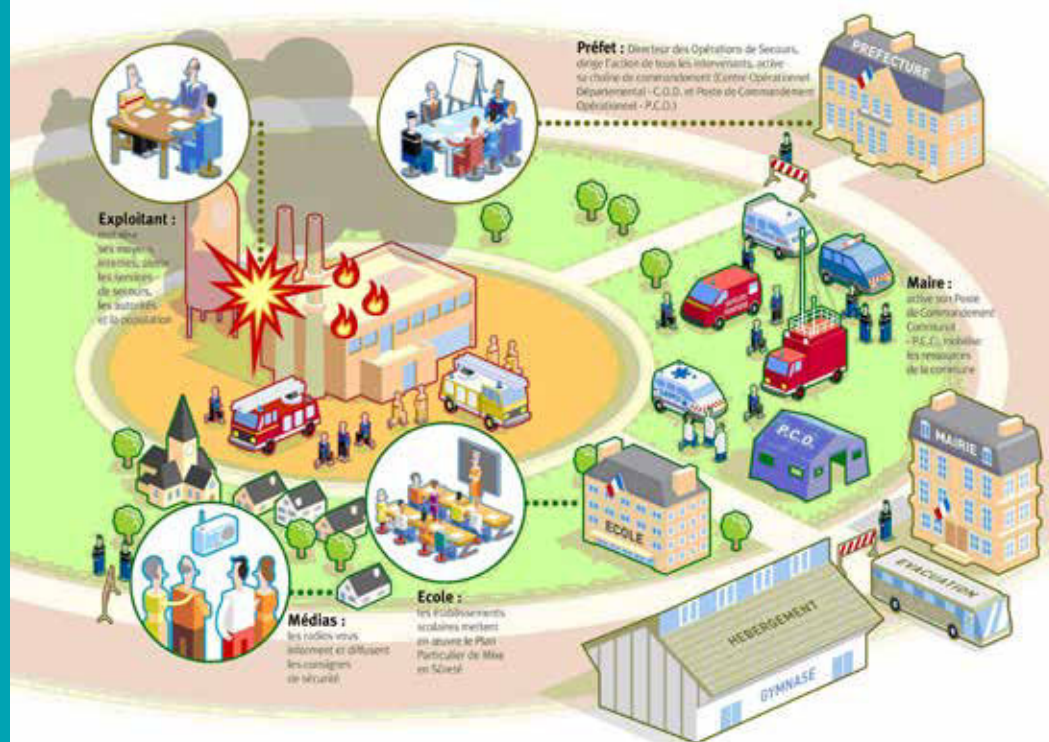 Préfet : Directeur des Opérations de Secours,
dirige l'action de tous les intervenants, active
sa chaîne de commandement (Centre Opérationnel
Départemental - C.O.D. et Poste de Commandement
Opérationnel - P.C.O.)
PREFECTURE
Exploitant :
ses moyens
internes, alerte
les services
de secours,
les autorités
et la population
Maire :
active son Poste
de Commandement
Communal
- P.C.C), mobilise
les ressources
de la commune
P.C.O.
MAIRIE
ECOLE
EVACUATION
HEBERGEMENT
GYMNASE
Médias :
les radios vous
informent et diffusent
les consignes
de sécurité
Ecole :
les établissements
scolaires mettent
en œuvre le Plan
Particulier de Mise
en Sûreté